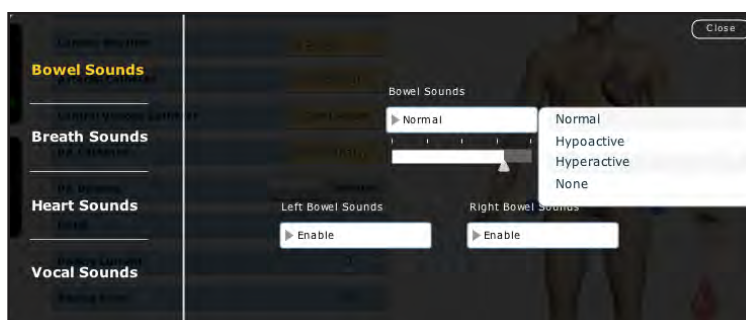 Close
Bowel Sounds
Breath Sounds
Heart Sounds
Vocal Sounds
Bowel Sounds
Normal
Normal
Hypoactive
Hyperactive
None
Left Bowel Sounds
Right Bowel Sounds
Enable
Enable